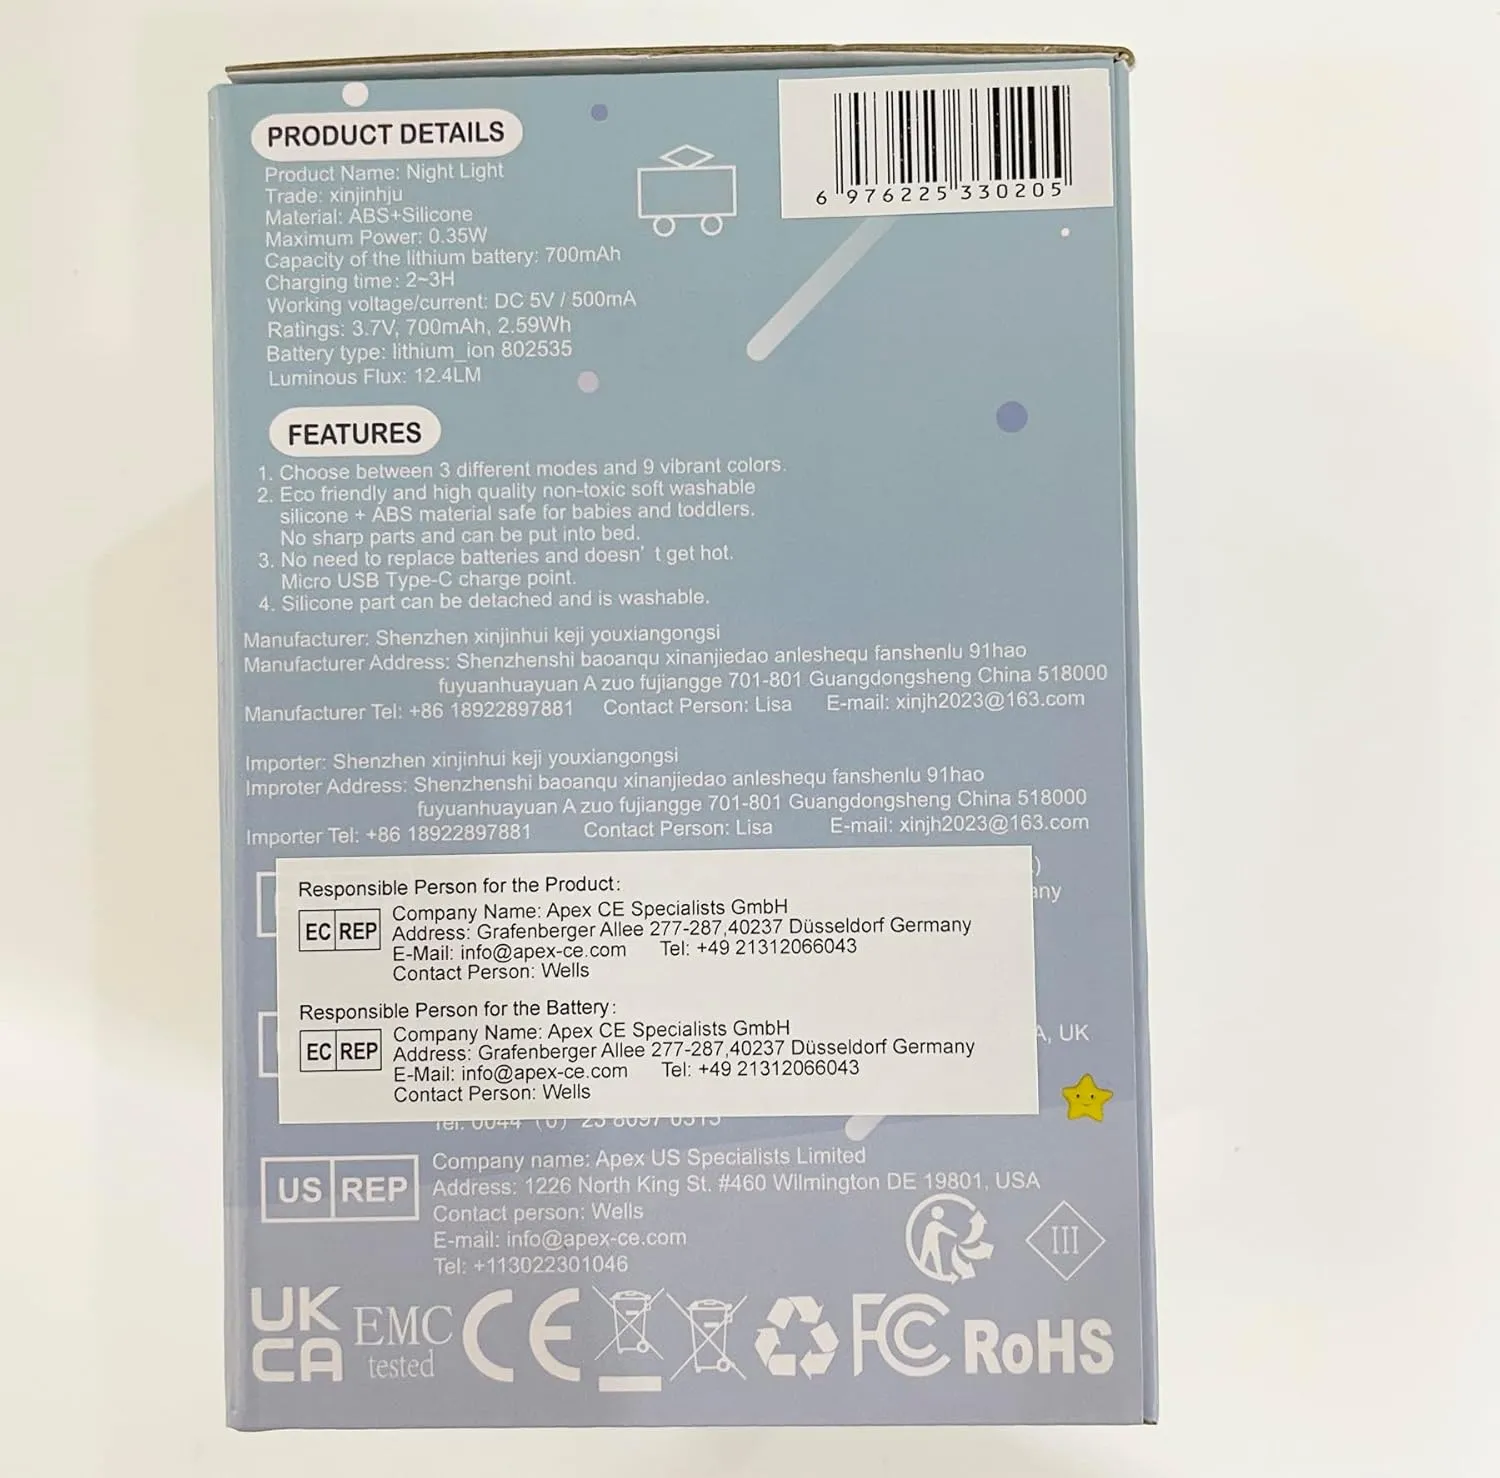 PRODUCT DETAILS
Product Name: Night Light
Trade: xinjinhju
Material: ABS+Silicone
Maximum Power: 0.35W
Capacity of the lithium battery: 700mAh
Charging time: 2~3H
Working voltage/current: DC 5V / 500mA
Ratings: 3.7V, 700mAh, 2.59Wh
Battery type: lithium_ion 802535
Luminous Flux: 12.4LM
6 976225 330205
FEATURES
1. Choose between 3 different modes and 9 vibrant colors.
2. Eco friendly and high quality non-toxic soft washable
silicone + ABS material safe for babies and toddlers.
No sharp parts and can be put into bed.
3. No need to replace batteries and doesn' t get hot.
Micro USB Type-C charge point.
4. Silicone part can be detached and is washable.
Manufacturer: Shenzhen xinjinhui keji youxiangongsi
Manufacturer Address: Shenzhenshi baoanqu xinanjiedao anleshequ fanshenlu 91hao
fuyuanhuayuan A zuo fujiangge 701-801 Guangdongsheng China 518000
Manufacturer Tel: +86 18922897881 Contact Person: Lisa E-mail: xinjh2023@163.com
Importer: Shenzhen xinjinhui keji youxiangongsi
Improter Address: Shenzhenshi baoanqu xinanjiedao anleshequ fanshenlu 91hao
fuyuanhuayuan A zuo fujiangge 701-801 Guangdongsheng China 518000
Importer Tel: +86 18922897881 Contact Person: Lisa E-mail: xinjh2023@163.com
Responsible Person for the Product:
EC REP
Company Name: Apex CE Specialists GmbH
Address: Grafenberger Allee 277-287,40237 Düsseldorf Germany
E-Mail: info@apex-ce.com Tel: +49 21312066043
Contact Person: Wells
Responsible Person for the Battery:
EC REP
Company Name: Apex CE Specialists GmbH
Address: Grafenberger Allee 277-287,40237 Düsseldorf Germany
E-Mail: info@apex-ce.com Tel: +49 21312066043
Contact Person: Wells
UK
US REP
Company name: Apex US Specialists Limited
Address: 1226 North King St. #460 Wilmington DE 19801, USA
Contact person: Wells
E-mail: info@apex-ce.com
Tel: +113022301046
III
UK
CA
EMC
tested
CE
FC
RoHS